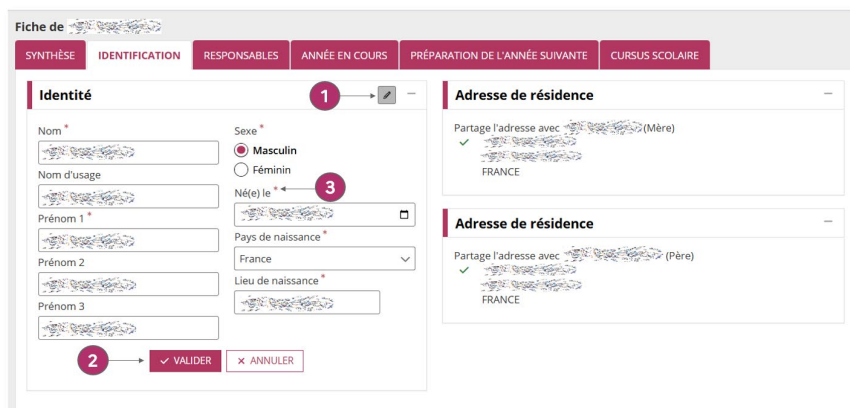 Fiche de
SYNTHÈSE IDENTIFICATION RESPONSABLES ANNÉE EN COURS PRÉPARATION DE L'ANNÉE SUIVANTE CURSUS SCOLAIRE
Identité
1
Nom *
Nom d'usage
Prénom 1 *
Prénom 2
Prénom 3
Sexe *
Masculin
Féminin
Né(e) le *
3
Pays de naissance *
France
Lieu de naissance *
2
VALIDER
ANNULER
Adresse de résidence
Partage l'adresse avec (Mère)
FRANCE
Adresse de résidence
Partage l'adresse avec (Père)
FRANCE